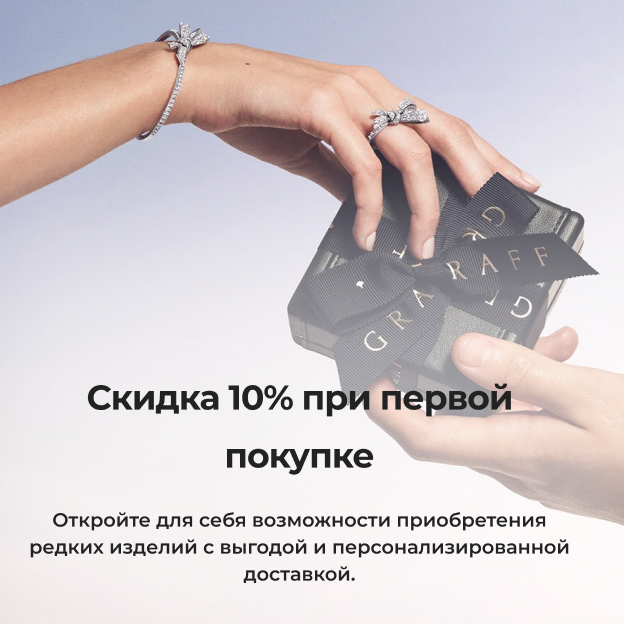 GRAFF
GRAFF
Скидка 10% при первой
покупке
Откройте для себя возможности приобретения
редких изделий с выгодой и персонализированной
доставкой.